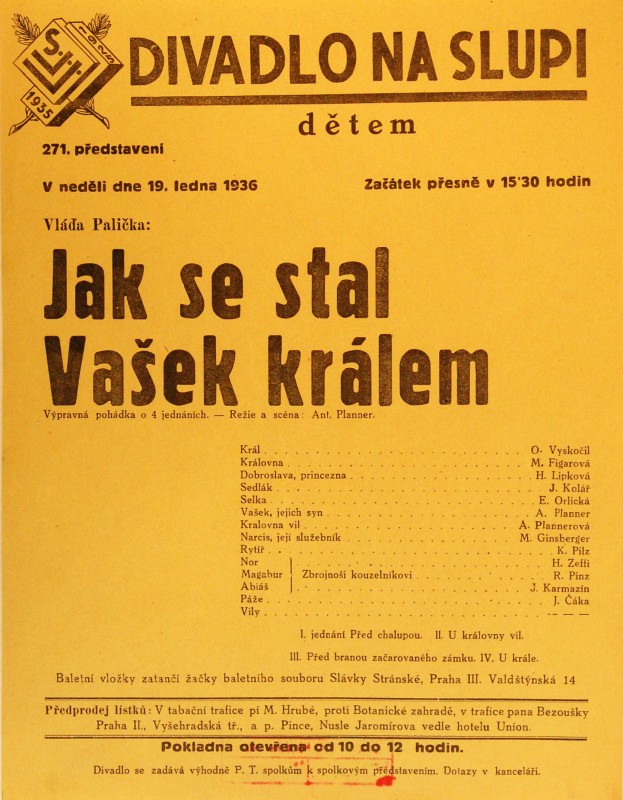 S.J.J.
1925
1935
DIVADLO NA SLUPI
dětem
271. představení
V neděli dne 19. ledna 1936 Začátek přesně v 15'30 hodin
Vláďa Palička:
Jak se stal
Vašek králem
Výpravná pohádka o 4 jednáních. — Režie a scéna: Ant. Planner.
Král . . . O. Vyskočil
Královna . . . M. Figarová
Dobroslava, princezna . . . H. Lipková
Sedlák . . . J. Kolář
Selka . . . E. Orlická
Vašek, jejich syn . . . A. Planner
Kralovna vil . . . A. Plannerová
Narcis, její služebník . . . M. Ginsberger
Rytíř . . . K. Pilz
Nor . . . H. Zeffi
Magabur Zbrojnoši kouzelníkovi . . . R. Pinz
Abiáš . . . J. Karmazín
Páže . . . J. Čáka
Víly . . . — — —
I. jednání Před chalupou. II. U královny vil.
III. Před branou začarovaného zámku. IV. U krále.
Baletní vložky zatančí žačky baletního souboru Slávky Stránské, Praha III. Valdštýnská 14
Předprodej lístků: V tabační trafice pí M. Hrubé, proti Botanické zahradě, v trafice pana Bezoušky
Praha II., Vyšehradská tř., a p. Pince, Nusle Jaromírova vedle hotelu Union.
Pokladna otevřena od 10 do 12 hodin.
Divadlo se zadává výhodně P. T. spolkům k spolkovým představením. Dotazy v kanceláři.